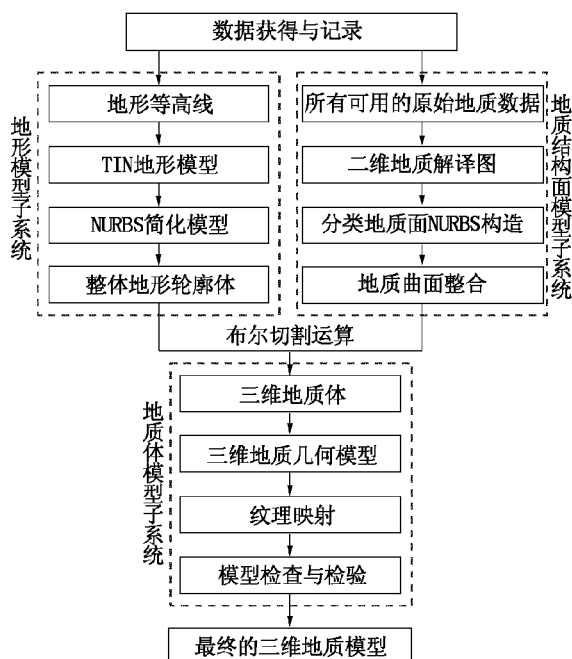 数据获得与记录
地形模型子系统
地形等高线
TIN地形模型
NURBS简化模型
整体地形轮廓体
所有可用的原始地质数据
二维地质解译图
分类地质面NURBS构造
地质曲面整合
地质结构面模型子系统
布尔切割运算
地质体模型子系统
三维地质体
三维地质几何模型
纹理映射
模型检查与检验
最终的三维地质模型